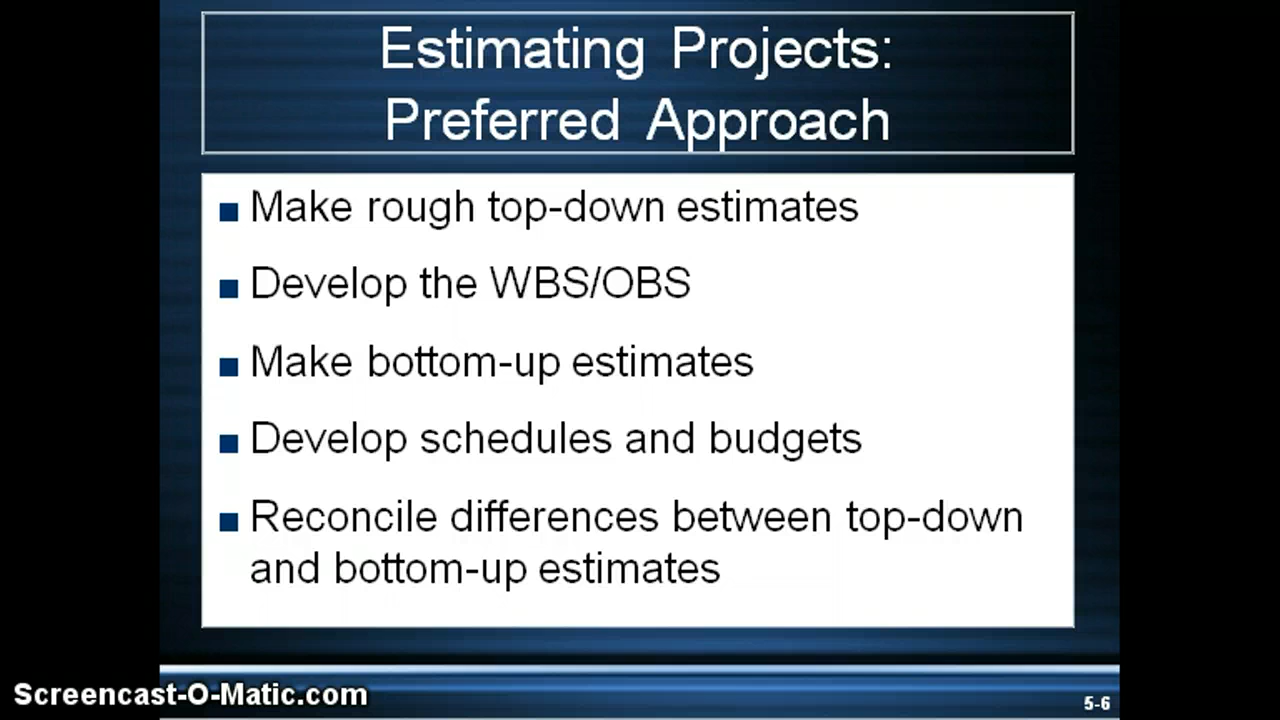 Estimating Projects:
Preferred Approach
Make rough top-down estimates
Develop the WBS/OBS
Make bottom-up estimates
Develop schedules and budgets
Reconcile differences between top-down
and bottom-up estimates
Screencast-O-Matic.com
5-6